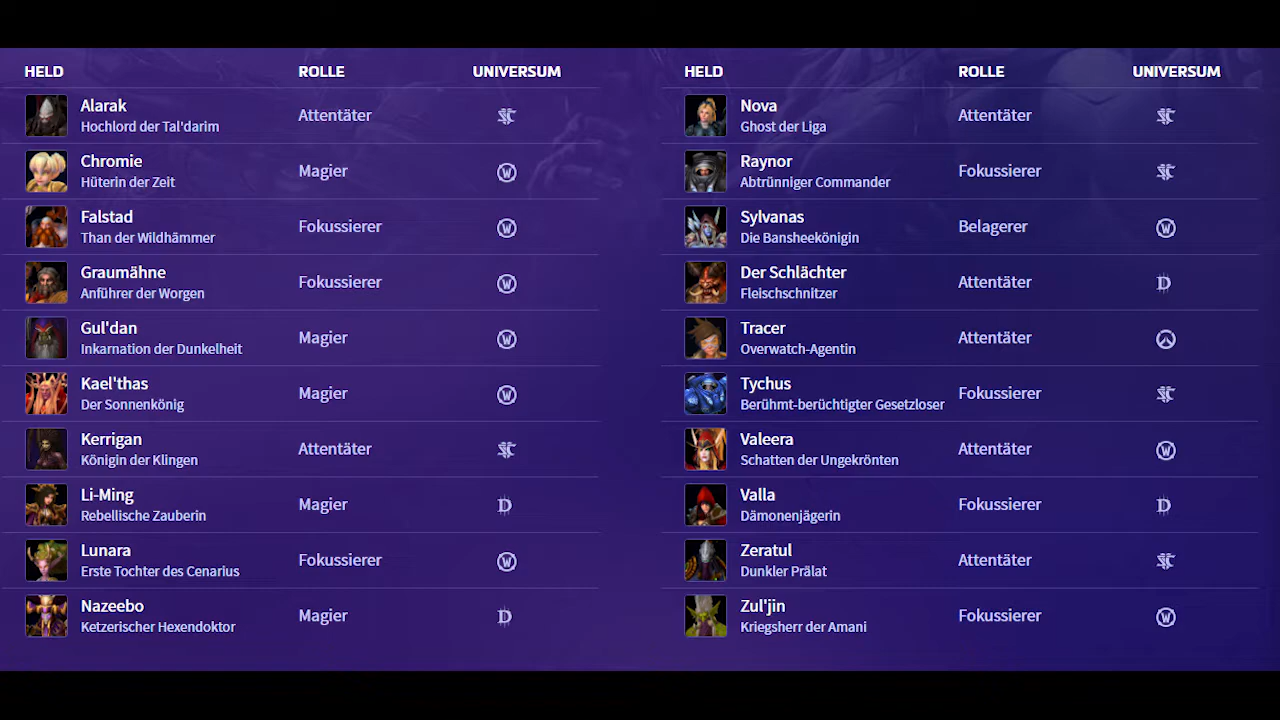 HELD ROLLE UNIVERSUM
Alarak
Hochlord der Tal'darim
Attentäter
Chromie
Hüterin der Zeit
Magier
Falstad
Than der Wildhämmer
Fokussierer
Graumähne
Anführer der Worgen
Fokussierer
Gul'dan
Inkarnation der Dunkelheit
Magier
Kael'thas
Der Sonnenkönig
Magier
Kerrigan
Königin der Klingen
Attentäter
Li-Ming
Rebellische Zauberin
Magier
Lunara
Erste Tochter des Cenarius
Fokussierer
Nazeebo
Ketzerischer Hexendoktor
Magier
HELD ROLLE UNIVERSUM
Nova
Ghost der Liga
Attentäter
Raynor
Abtrünniger Commander
Fokussierer
Sylvanas
Die Bansheekönigin
Belagerer
Der Schlächter
Fleischschnitzer
Attentäter
Tracer
Overwatch-Agentin
Attentäter
Tychus
Berühmt-berüchtigter Gesetzloser
Fokussierer
Valeera
Schatten der Ungekrönten
Attentäter
Valla
Dämonenjägerin
Fokussierer
Zeratul
Dunkler Prälat
Attentäter
Zul'jin
Kriegsherr der Amani
Fokussierer